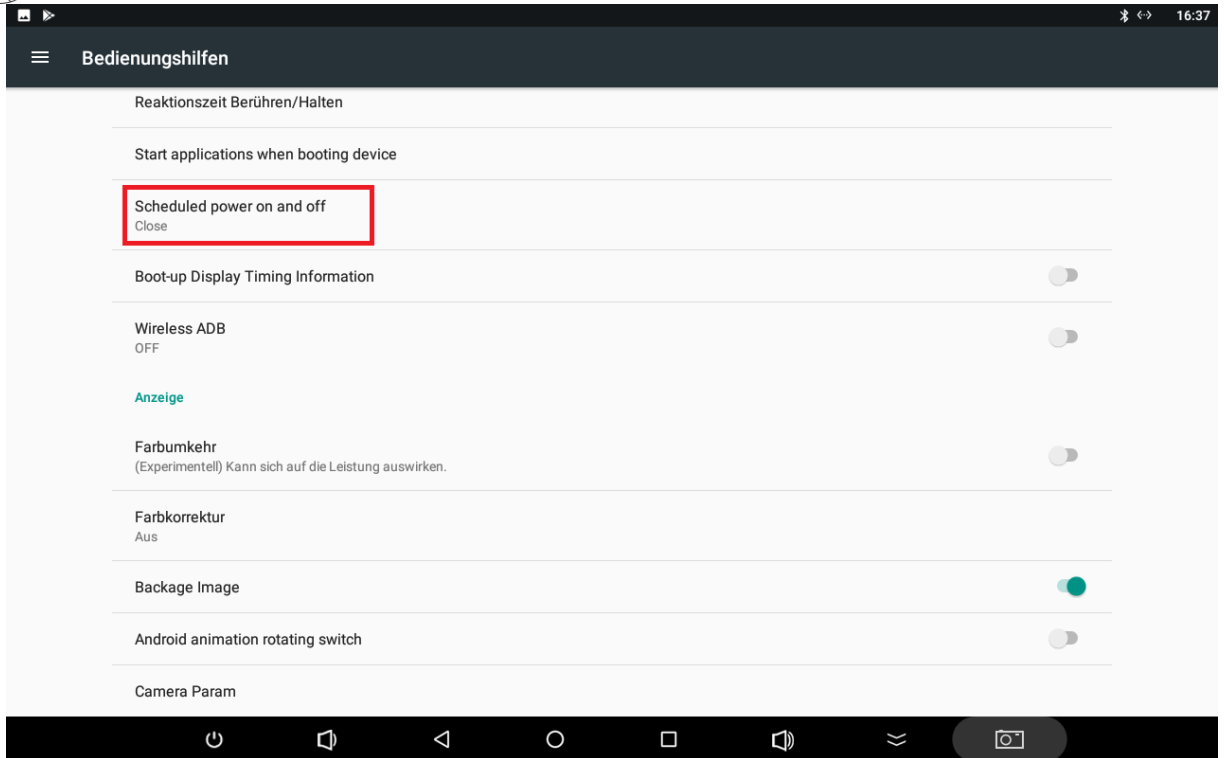 16:37
Bedienungshilfen
Reaktionszeit Berühren/Halten
Start applications when booting device
Scheduled power on and off
Close
Boot-up Display Timing Information
Wireless ADB
OFF
Anzeige
Farbumkehr
(Experimentell) Kann sich auf die Leistung auswirken.
Farbkorrektur
Aus
Backage Image
Android animation rotating switch
Camera Param